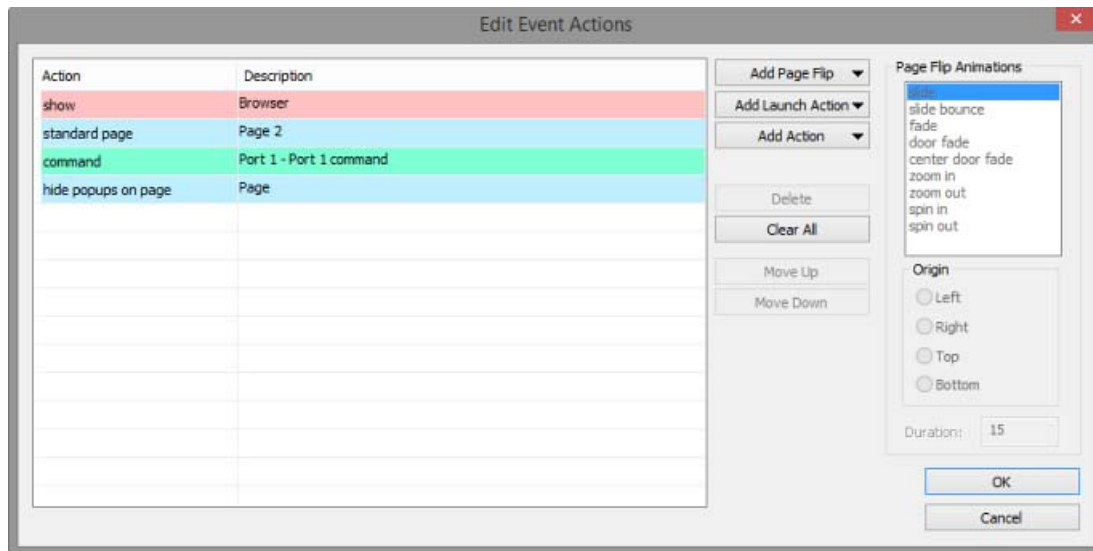 Edit Event Actions
Action Description
show Browser
standard page Page 2
command Port 1 - Port 1 command
hide popups on page Page
Add Page Flip
Add Launch Action
Add Action
Delete
Clear All
Move Up
Move Down
Page Flip Animations
slide
slide bounce
fade
door fade
center door fade
zoom in
zoom out
spin in
spin out
Origin
Left
Right
Top
Bottom
Duration: 15
OK
Cancel